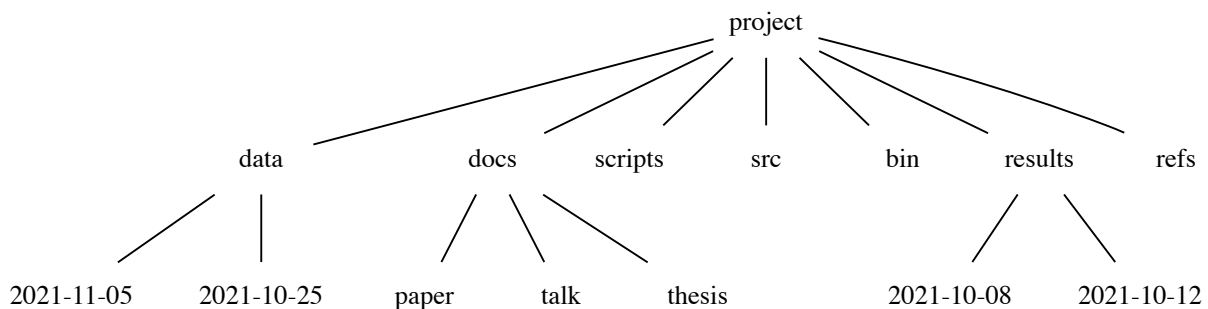 project
data docs scripts src bin results refs
2021-11-05 2021-10-25 paper talk thesis 2021-10-08 2021-10-12